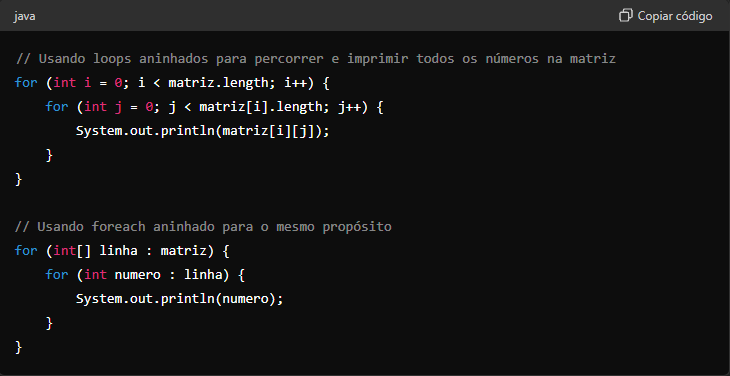 java
Copiar código
// Usando loops aninhados para percorrer e imprimir todos os números na matriz
for (int i = 0; i < matriz.length; i++) {
    for (int j = 0; j < matriz[i].length; j++) {
        System.out.println(matriz[i][j]);
    }
}

// Usando foreach aninhado para o mesmo propósito
for (int[] linha : matriz) {
    for (int numero : linha) {
        System.out.println(numero);
    }
}